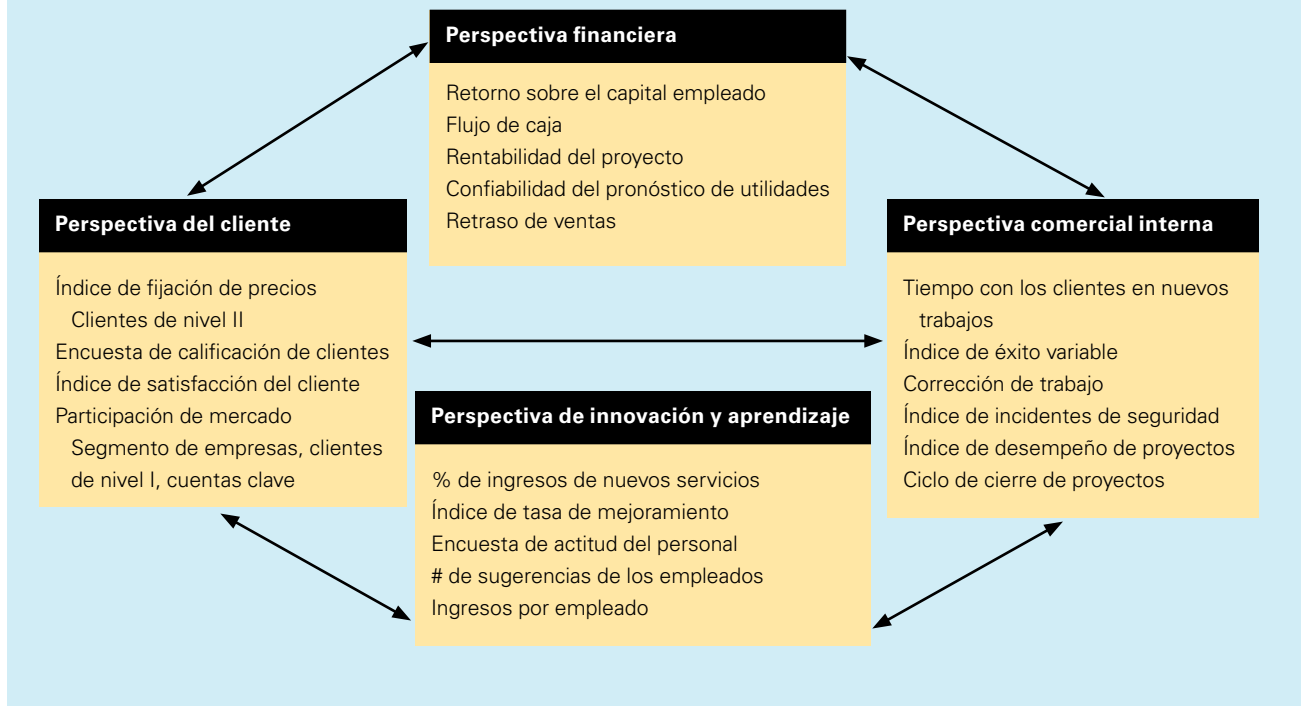 Perspectiva financiera
Retorno sobre el capital empleado
Flujo de caja
Rentabilidad del proyecto
Confiabilidad del pronóstico de utilidades
Retraso de ventas
Perspectiva del cliente
Índice de fijación de precios
Clientes de nivel II
Encuesta de calificación de clientes
Índice de satisfacción del cliente
Participación de mercado
Segmento de empresas, clientes
de nivel I, cuentas clave
Perspectiva comercial interna
Tiempo con los clientes en nuevos
trabajos
Índice de éxito variable
Corrección de trabajo
Índice de incidentes de seguridad
Índice de desempeño de proyectos
Ciclo de cierre de proyectos
Perspectiva de innovación y aprendizaje
% de ingresos de nuevos servicios
Índice de tasa de mejoramiento
Encuesta de actitud del personal
# de sugerencias de los empleados
Ingresos por empleado